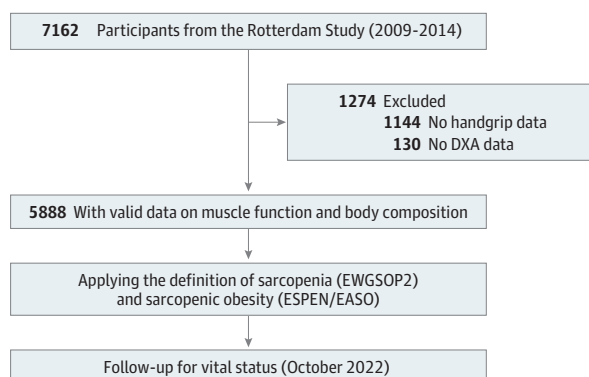 7162 Participants from the Rotterdam Study (2009-2014)
1274 Excluded
1144 No handgrip data
130 No DXA data
5888 With valid data on muscle function and body composition
Applying the definition of sarcopenia (EWGSOP2)
and sarcopenic obesity (ESPEN/EASO)
Follow-up for vital status (October 2022)